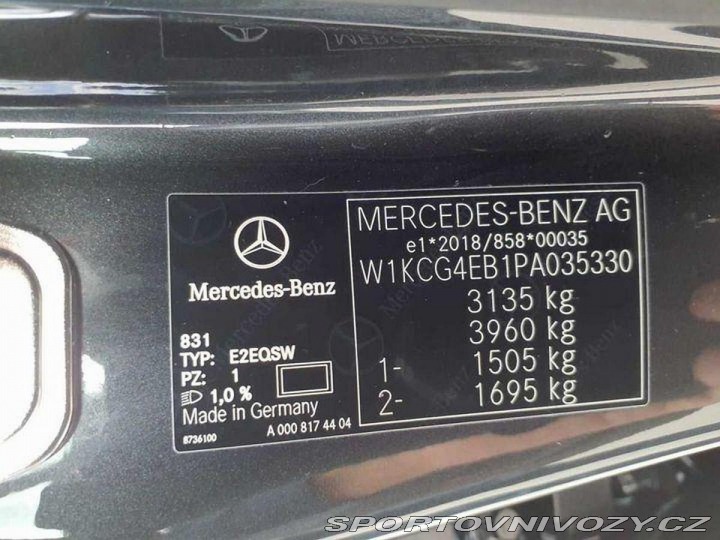 MERCEDES-BENZ AG
e1*2018/858*00035
W1KCG4EB1PA035330
3135 kg
3960 kg
1- 1505 kg
2- 1695 kg
Mercedes-Benz
831
TYP: E2EQSW
PZ: 1
1,0 %
Made in Germany
8736100 A 000 817 44 04
SPORTOVNIVOZY.CZ